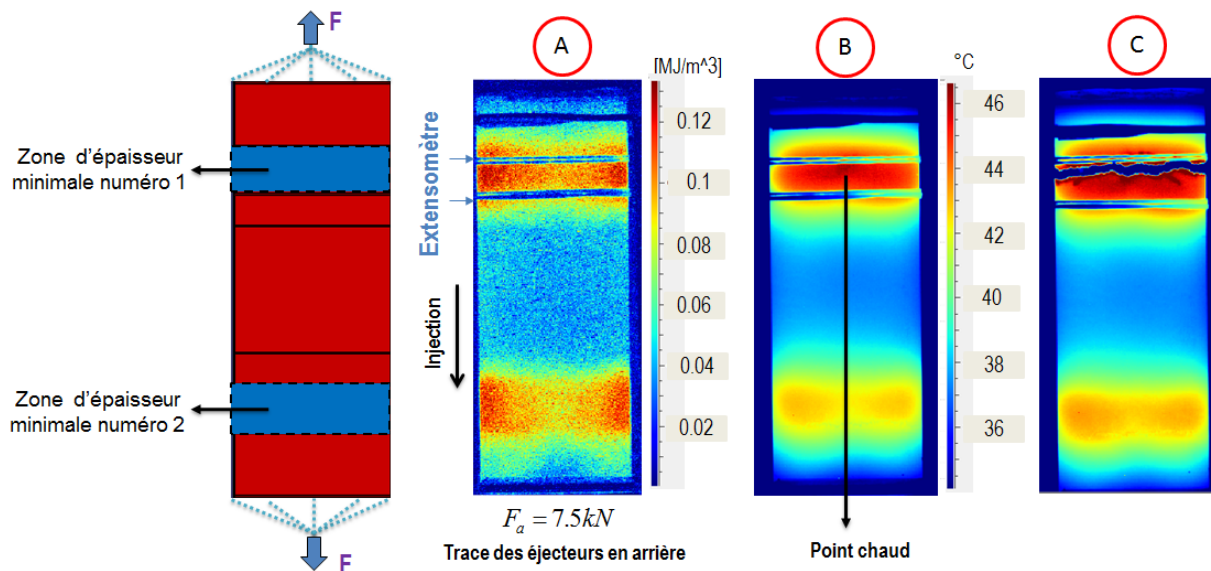 F
A
B
C
[MJ/m^3]
°C
Zone d'épaisseur
minimale numéro 1
Extensomètre
Injection
Zone d'épaisseur
minimale numéro 2
0.12
0.1
0.08
0.06
0.04
0.02
46
44
42
40
38
36
F
F_a = 7.5kN
Trace des éjecteurs en arrière
Point chaud